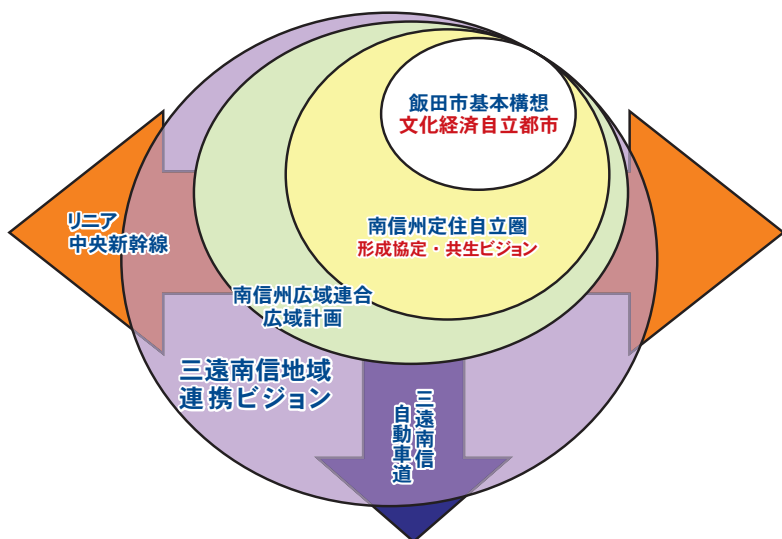 飯田市基本構想
文化経済自立都市
リニア
中央新幹線
南信州定住自立圏
形成協定・共生ビジョン
南信州広域連合
広域計画
三遠南信地域
連携ビジョン
三遠南信
自動車道